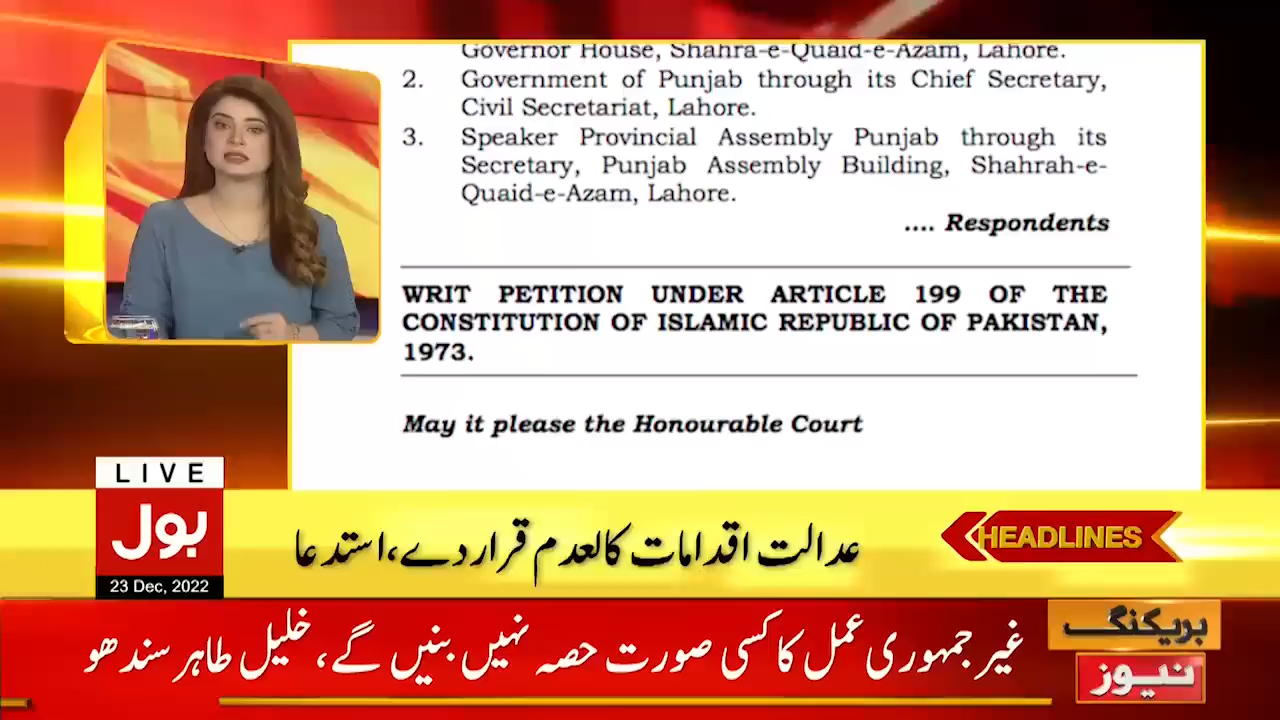 Governor House, Shahra-e-Quaid-e-Azam, Lahore.
2. Government of Punjab through its Chief Secretary,
Civil Secretariat, Lahore.
3. Speaker Provincial Assembly Punjab through its
Secretary, Punjab Assembly Building, Shahrah-e-
Quaid-e-Azam, Lahore.
.... Respondents
WRIT PETITION UNDER ARTICLE 199 OF THE
CONSTITUTION OF ISLAMIC REPUBLIC OF PAKISTAN,
1973.
May it please the Honourable Court
LIVE
بول
23 Dec, 2022
HEADLINES
عدالت اقدامات کالعدم قرار دے، استدعا
بریکنگ
نیوز
غیر جمہوری عمل کا کسی صورت حصہ نہیں بنیں گے، خلیل طاہر سندھو